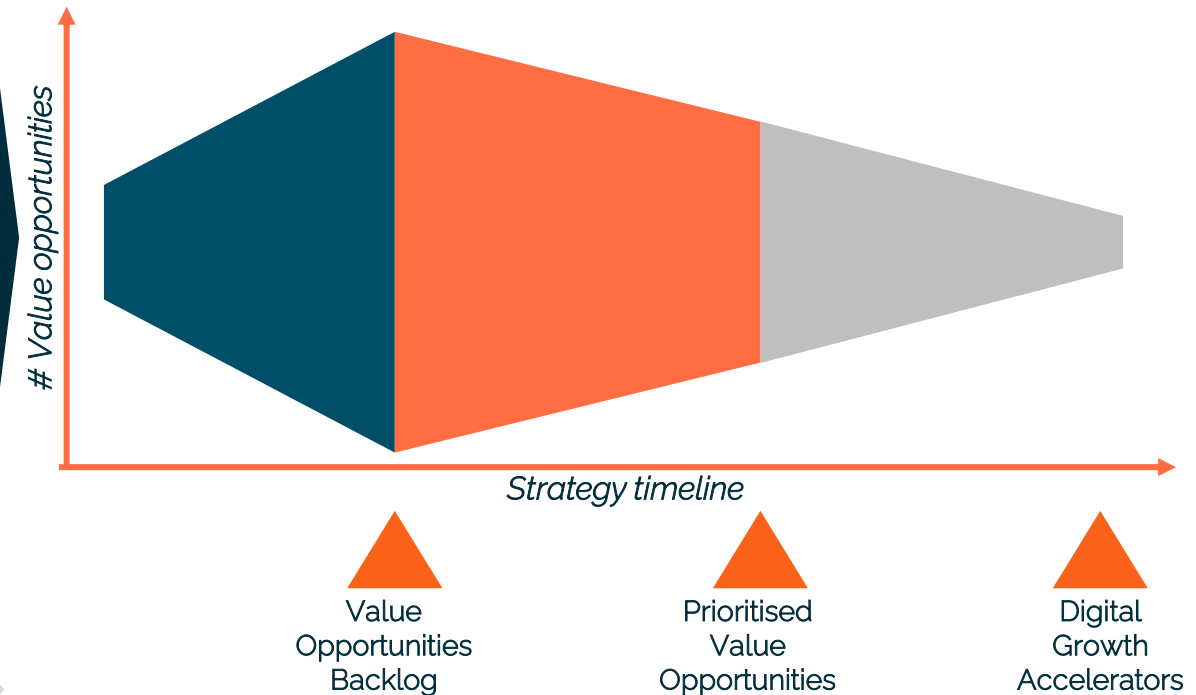 # Value opportunities
Strategy timeline
Value
Opportunities
Backlog
Prioritised
Value
Opportunities
Digital
Growth
Accelerators